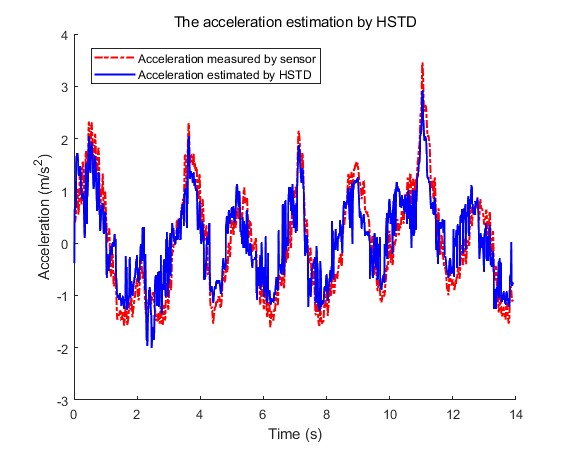 The acceleration estimation by HSTD
Acceleration measured by sensor
Acceleration estimated by HSTD
4
3
2
1
0
-1
-2
-3
Acceleration (m/s²)
0 2 4 6 8 10 12 14
Time (s)